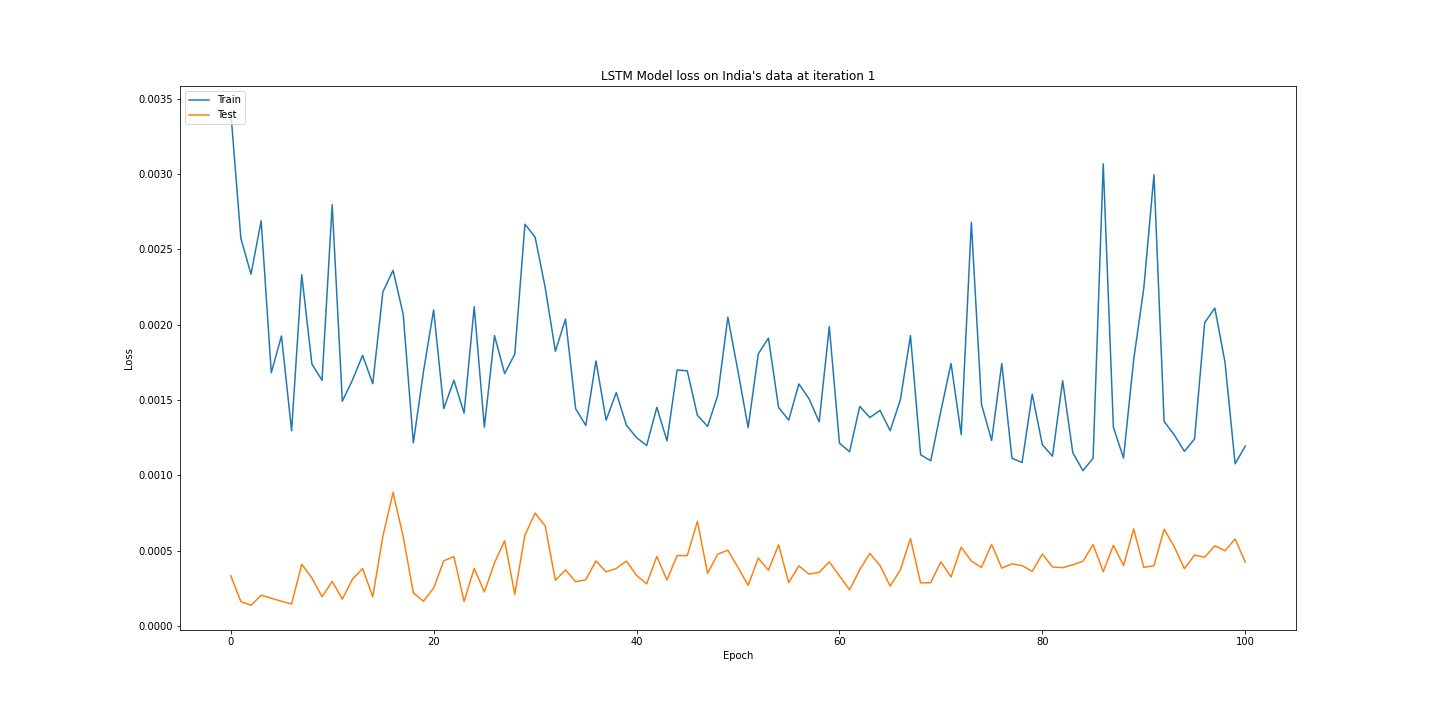 LSTM Model loss on India's data at iteration 1
Train
Test
0.0035
0.0030
0.0025
0.0020
0.0015
0.0010
0.0005
0.0000
Loss
0 20 40 60 80 100
Epoch